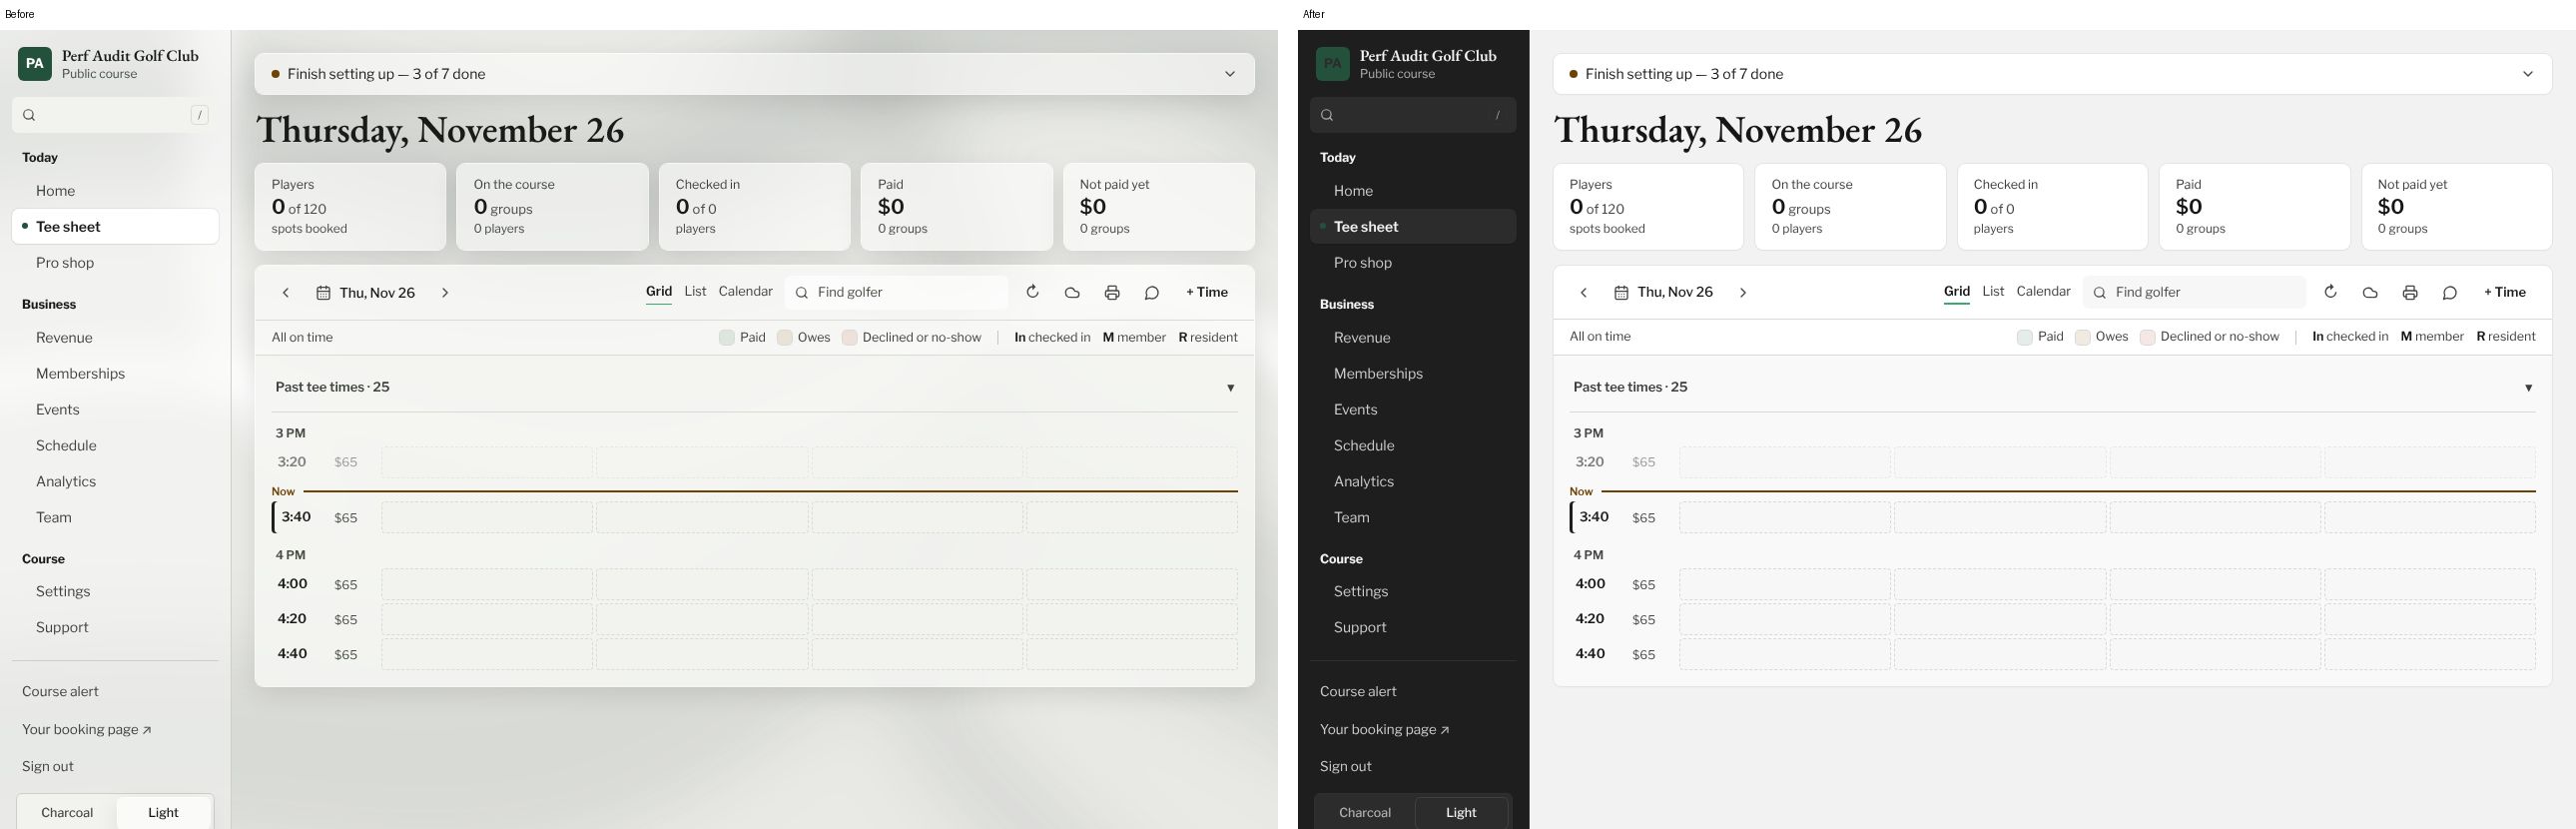 Before
PA
Perf Audit Golf Club
Public course
/
Today
Home
Tee sheet
Pro shop
Business
Revenue
Memberships
Events
Schedule
Analytics
Team
Course
Settings
Support
Course alert
Your booking page ↗
Sign out
Charcoal Light
Finish setting up — 3 of 7 done
Thursday, November 26
Players
0 of 120
spots booked
On the course
0 groups
0 players
Checked in
0 of 0
players
Paid
$0
0 groups
Not paid yet
$0
0 groups
Thu, Nov 26 Grid List Calendar Find golfer + Time
All on time Paid Owes Declined or no-show In checked in M member R resident
Past tee times · 25 ▼
3 PM
3:20 $65
Now
3:40 $65
4 PM
4:00 $65
4:20 $65
4:40 $65
After
PA
Perf Audit Golf Club
Public course
/
Today
Home
Tee sheet
Pro shop
Business
Revenue
Memberships
Events
Schedule
Analytics
Team
Course
Settings
Support
Course alert
Your booking page ↗
Sign out
Charcoal Light
Finish setting up — 3 of 7 done
Thursday, November 26
Players
0 of 120
spots booked
On the course
0 groups
0 players
Checked in
0 of 0
players
Paid
$0
0 groups
Not paid yet
$0
0 groups
Thu, Nov 26 Grid List Calendar Find golfer + Time
All on time Paid Owes Declined or no-show In checked in M member R resident
Past tee times · 25 ▼
3 PM
3:20 $65
Now
3:40 $65
4 PM
4:00 $65
4:20 $65
4:40 $65